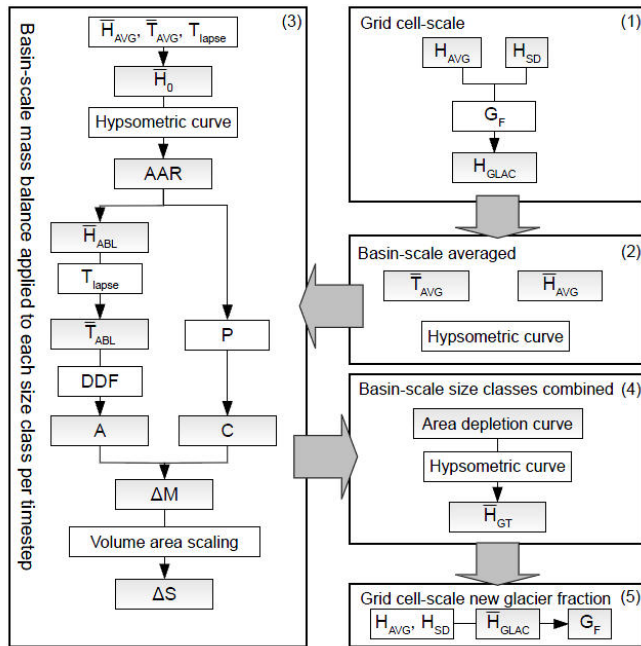 (3)
H̅AVG, T̅AVG, Tlapse
H̅0
Hypsometric curve
AAR
H̅ABL
Tlapse
T̅ABL
P
DDF
A
C
ΔM
Volume area scaling
ΔS
Basin-scale mass balance applied to each size class per timestep
Grid cell-scale
(1)
HAVG
HSD
GF
HGLAC
Basin-scale averaged
(2)
T̅AVG
H̅AVG
Hypsometric curve
Basin-scale size classes combined
(4)
Area depletion curve
Hypsometric curve
H̅GT
Grid cell-scale new glacier fraction
(5)
HAVG, HSD
H̅GLAC
GF